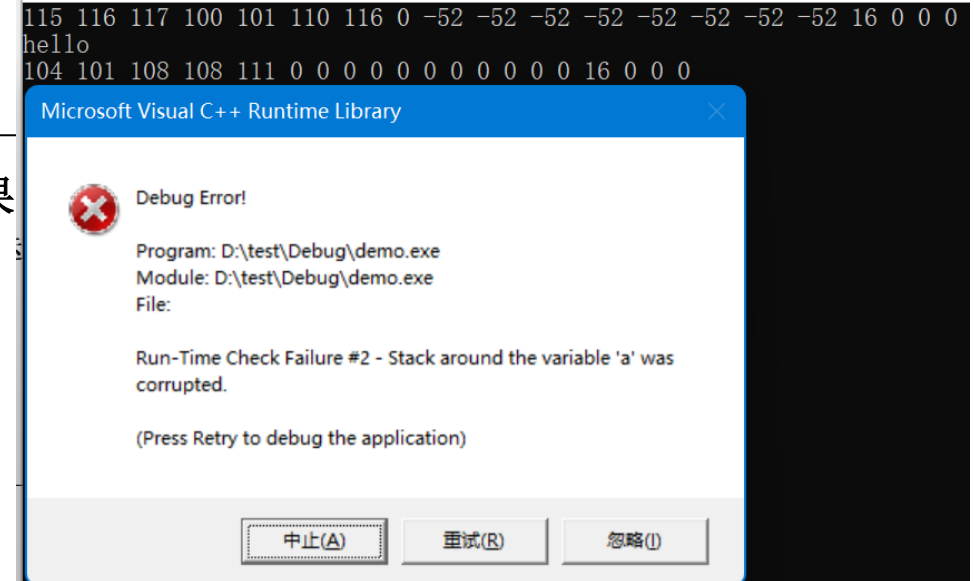 115 116 117 100 101 110 116 0 -52 -52 -52 -52 -52 -52 -52 -52 16 0 0 0
hello
104 101 108 108 111 0 0 0 0 0 0 0 0 0 0 0 16 0 0 0
Microsoft Visual C++ Runtime Library
Debug Error!
Program: D:\test\Debug\demo.exe
Module: D:\test\Debug\demo.exe
File:
Run-Time Check Failure #2 - Stack around the variable 'a' was
corrupted.
(Press Retry to debug the application)
中止(A)
重试(R)
忽略(I)